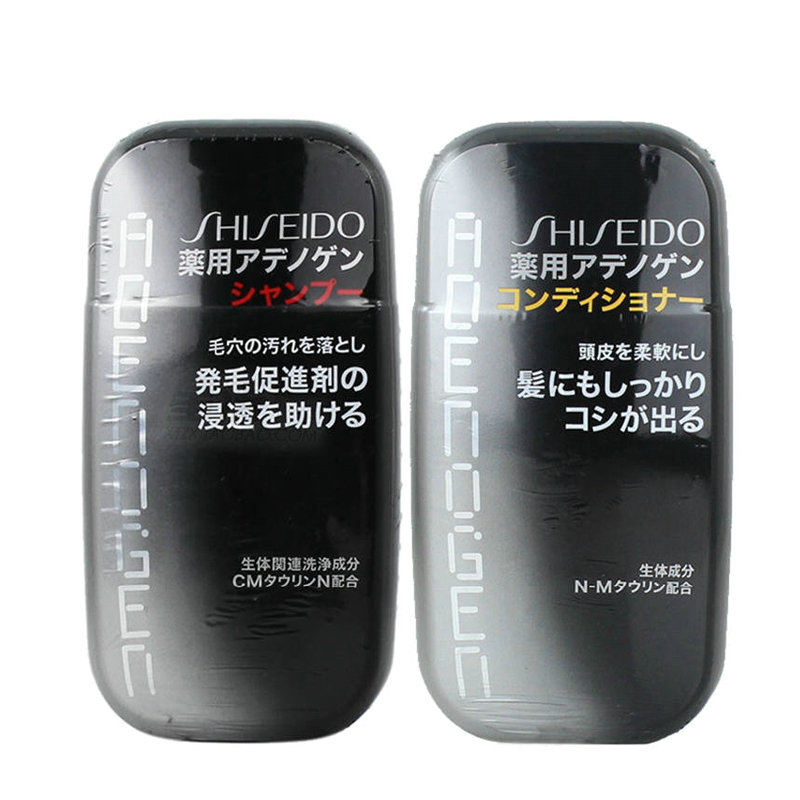 SHISEIDO
薬用アデノゲン
シャンプー
毛穴の汚れを落とし
発毛促進剤の
浸透を助ける
生体関連洗浄成分
CMタウリンN配合
ADENOGEN
SHISEIDO
薬用アデノゲン
コンディショナー
頭皮を柔軟にし
髪にもしっかり
コシが出る
生体成分
N-Mタウリン配合
ADENOGEN